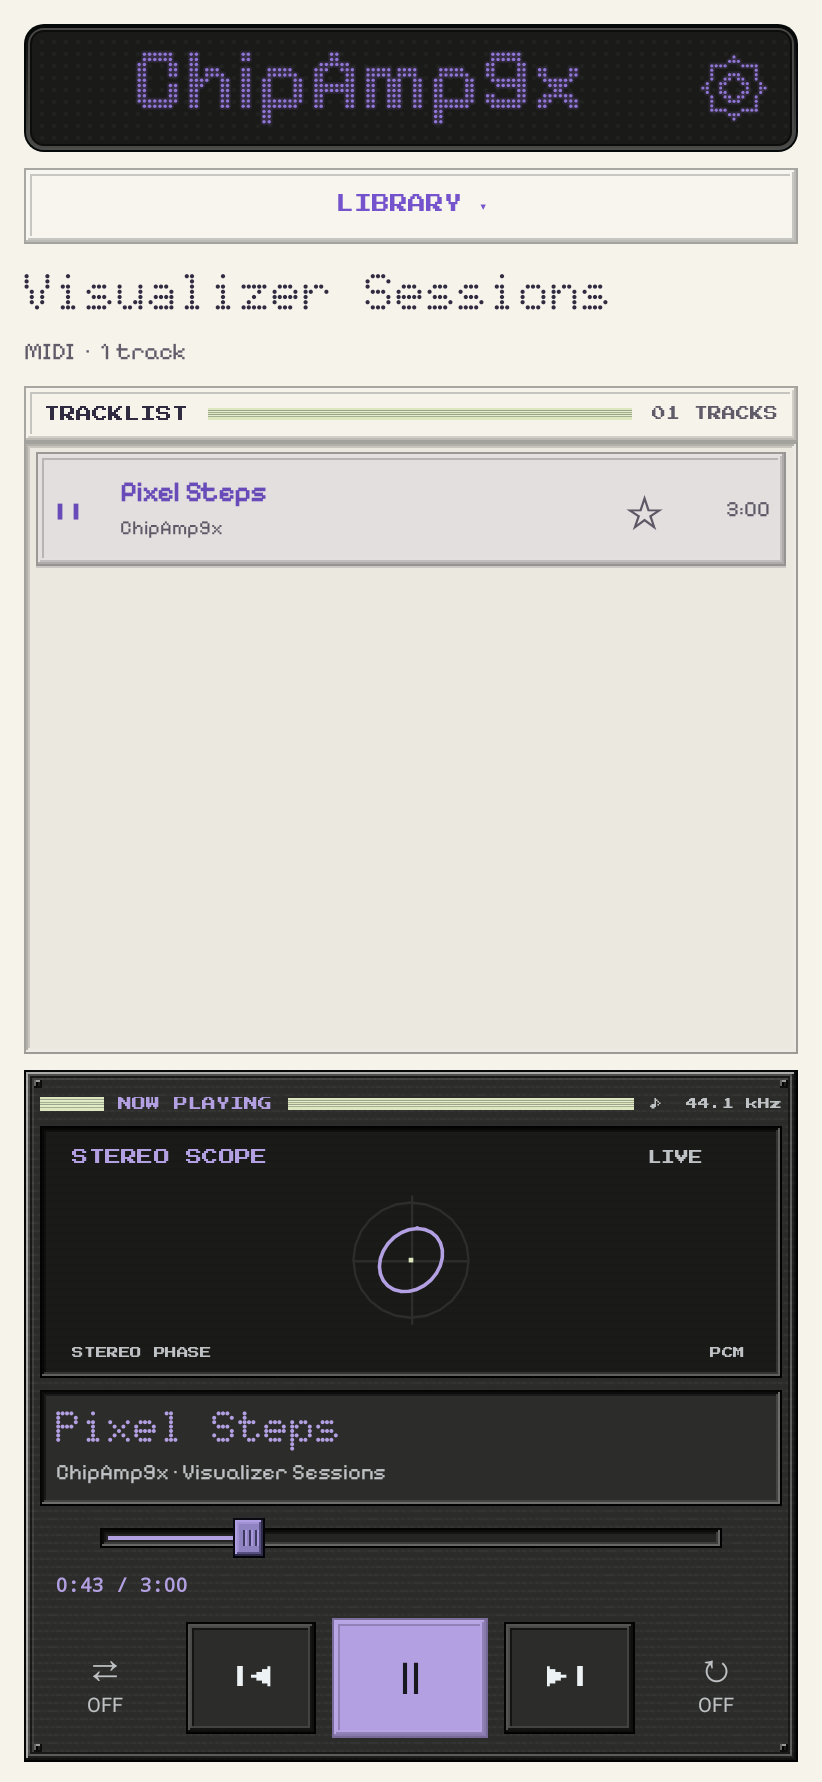 ChipAmp9x
LIBRARY ▾
Visualizer Sessions
MIDI · 1 track
TRACKLIST 01 TRACKS
Pixel Steps
ChipAmp9x
3:00
NOW PLAYING ♪ 44.1 kHz
STEREO SCOPE LIVE
STEREO PHASE PCM
Pixel Steps
ChipAmp9x · Visualizer Sessions
0:43 / 3:00
OFF OFF